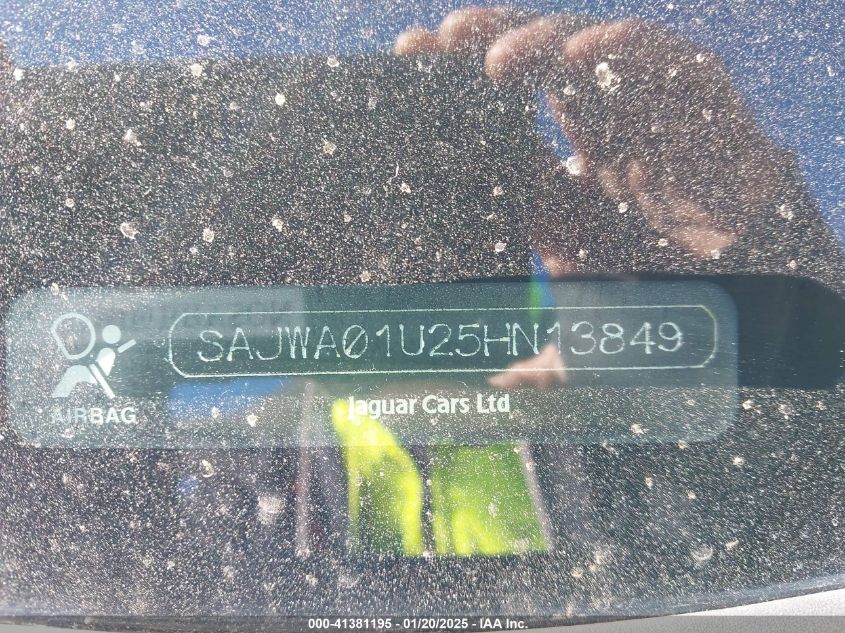 SAJWA01U25HN13849
AIRBAG
Jaguar Cars Ltd
000-41381195 - 01/20/2025 - IAA Inc.